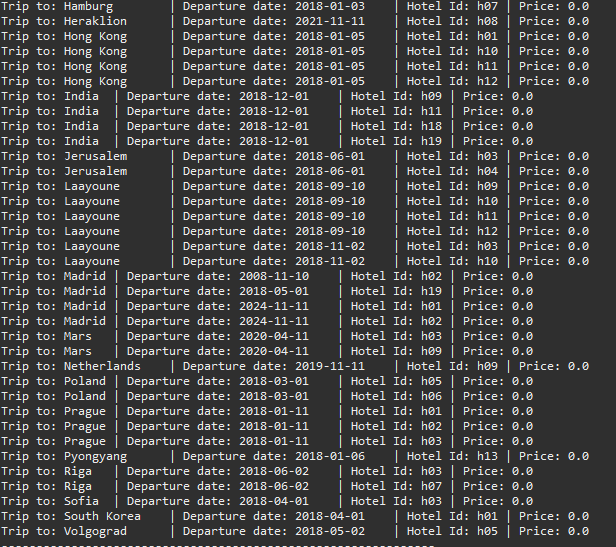 Trip to: Hamburg | Departure date: 2018-01-03 | Hotel Id: h07 | Price: 0.0
Trip to: Heraklion | Departure date: 2021-11-11 | Hotel Id: h08 | Price: 0.0
Trip to: Hong Kong | Departure date: 2018-01-05 | Hotel Id: h01 | Price: 0.0
Trip to: Hong Kong | Departure date: 2018-01-05 | Hotel Id: h10 | Price: 0.0
Trip to: Hong Kong | Departure date: 2018-01-05 | Hotel Id: h11 | Price: 0.0
Trip to: Hong Kong | Departure date: 2018-01-05 | Hotel Id: h12 | Price: 0.0
Trip to: India | Departure date: 2018-12-01 | Hotel Id: h09 | Price: 0.0
Trip to: India | Departure date: 2018-12-01 | Hotel Id: h11 | Price: 0.0
Trip to: India | Departure date: 2018-12-01 | Hotel Id: h18 | Price: 0.0
Trip to: India | Departure date: 2018-12-01 | Hotel Id: h19 | Price: 0.0
Trip to: Jerusalem | Departure date: 2018-06-01 | Hotel Id: h03 | Price: 0.0
Trip to: Jerusalem | Departure date: 2018-06-01 | Hotel Id: h04 | Price: 0.0
Trip to: Laayoune | Departure date: 2018-09-10 | Hotel Id: h09 | Price: 0.0
Trip to: Laayoune | Departure date: 2018-09-10 | Hotel Id: h10 | Price: 0.0
Trip to: Laayoune | Departure date: 2018-09-10 | Hotel Id: h11 | Price: 0.0
Trip to: Laayoune | Departure date: 2018-09-10 | Hotel Id: h12 | Price: 0.0
Trip to: Laayoune | Departure date: 2018-11-02 | Hotel Id: h03 | Price: 0.0
Trip to: Laayoune | Departure date: 2018-11-02 | Hotel Id: h10 | Price: 0.0
Trip to: Madrid | Departure date: 2008-11-10 | Hotel Id: h02 | Price: 0.0
Trip to: Madrid | Departure date: 2018-05-01 | Hotel Id: h19 | Price: 0.0
Trip to: Madrid | Departure date: 2024-11-11 | Hotel Id: h01 | Price: 0.0
Trip to: Madrid | Departure date: 2024-11-11 | Hotel Id: h02 | Price: 0.0
Trip to: Mars | Departure date: 2020-04-11 | Hotel Id: h03 | Price: 0.0
Trip to: Mars | Departure date: 2020-04-11 | Hotel Id: h09 | Price: 0.0
Trip to: Netherlands | Departure date: 2019-11-11 | Hotel Id: h09 | Price: 0.0
Trip to: Poland | Departure date: 2018-03-01 | Hotel Id: h05 | Price: 0.0
Trip to: Poland | Departure date: 2018-03-01 | Hotel Id: h06 | Price: 0.0
Trip to: Prague | Departure date: 2018-01-11 | Hotel Id: h01 | Price: 0.0
Trip to: Prague | Departure date: 2018-01-11 | Hotel Id: h02 | Price: 0.0
Trip to: Prague | Departure date: 2018-01-11 | Hotel Id: h03 | Price: 0.0
Trip to: Pyongyang | Departure date: 2018-01-06 | Hotel Id: h13 | Price: 0.0
Trip to: Riga | Departure date: 2018-06-02 | Hotel Id: h03 | Price: 0.0
Trip to: Riga | Departure date: 2018-06-02 | Hotel Id: h07 | Price: 0.0
Trip to: Sofia | Departure date: 2018-04-01 | Hotel Id: h03 | Price: 0.0
Trip to: South Korea | Departure date: 2018-04-01 | Hotel Id: h01 | Price: 0.0
Trip to: Volgograd | Departure date: 2018-05-02 | Hotel Id: h05 | Price: 0.0